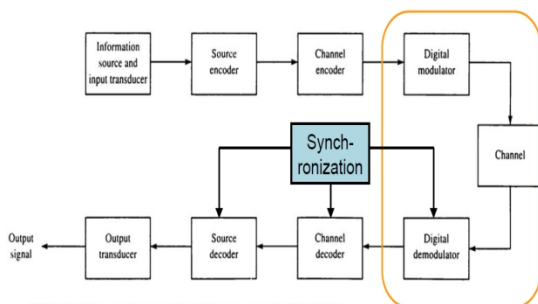 Information
source and
input transducer
Source
encoder
Channel
encoder
Digital
modulator
Channel
Synch-
ronization
Output
signal
Output
transducer
Source
decoder
Channel
decoder
Digital
demodulator